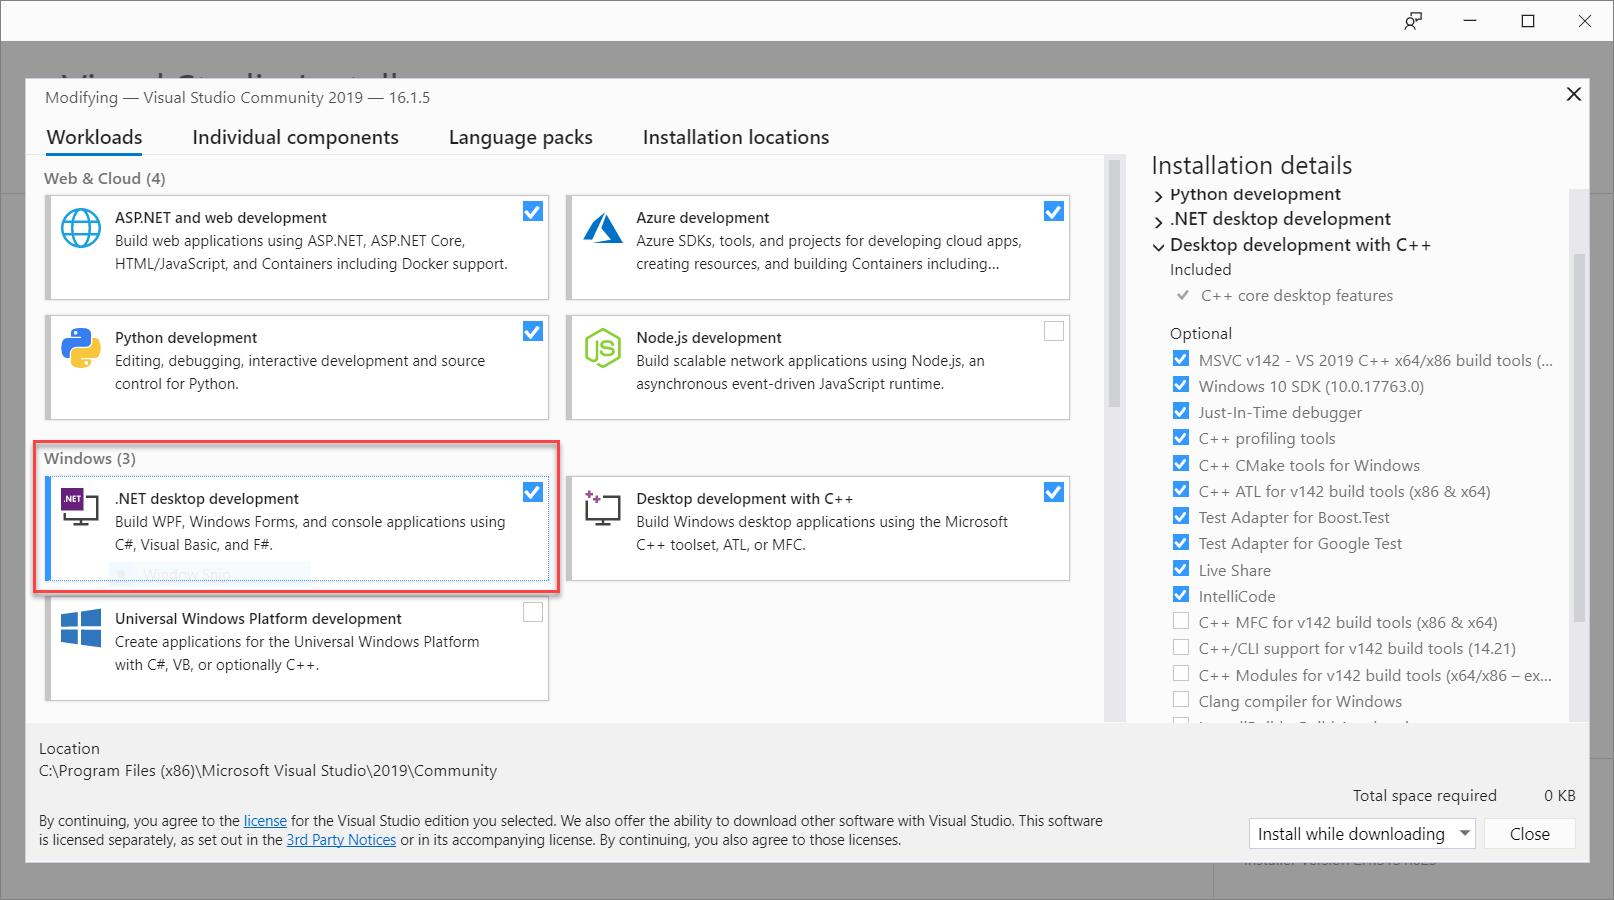 Modifying — Visual Studio Community 2019 — 16.1.5
Workloads
Individual components
Language packs
Installation locations
Web & Cloud (4)
ASP.NET and web development
Build web applications using ASP.NET, ASP.NET Core,
HTML/JavaScript, and Containers including Docker support.
Azure development
Azure SDKs, tools, and projects for developing cloud apps,
creating resources, and building Containers including...
Python development
Editing, debugging, interactive development and source
control for Python.
JS
Node.js development
Build scalable network applications using Node.js, an
asynchronous event-driven JavaScript runtime.
Windows (3)
.NET
.NET desktop development
Build WPF, Windows Forms, and console applications using
C#, Visual Basic, and F#.
Window Snip
Desktop development with C++
Build Windows desktop applications using the Microsoft
C++ toolset, ATL, or MFC.
Universal Windows Platform development
Create applications for the Universal Windows Platform
with C#, VB, or optionally C++.
Installation details
Python development
.NET desktop development
Desktop development with C++
Included
C++ core desktop features
Optional
MSVC v142 - VS 2019 C++ x64/x86 build tools (...
Windows 10 SDK (10.0.17763.0)
Just-In-Time debugger
C++ profiling tools
C++ CMake tools for Windows
C++ ATL for v142 build tools (x86 & x64)
Test Adapter for Boost.Test
Test Adapter for Google Test
Live Share
IntelliCode
C++ MFC for v142 build tools (x86 & x64)
C++/CLI support for v142 build tools (14.21)
C++ Modules for v142 build tools (x64/x86 – ex...
Clang compiler for Windows
Location
C:\Program Files (x86)\Microsoft Visual Studio\2019\Community
Total space required 0 KB
By continuing, you agree to the license for the Visual Studio edition you selected. We also offer the ability to download other software with Visual Studio. This software
is licensed separately, as set out in the 3rd Party Notices or in its accompanying license. By continuing, you also agree to those licenses.
Install while downloading
Close